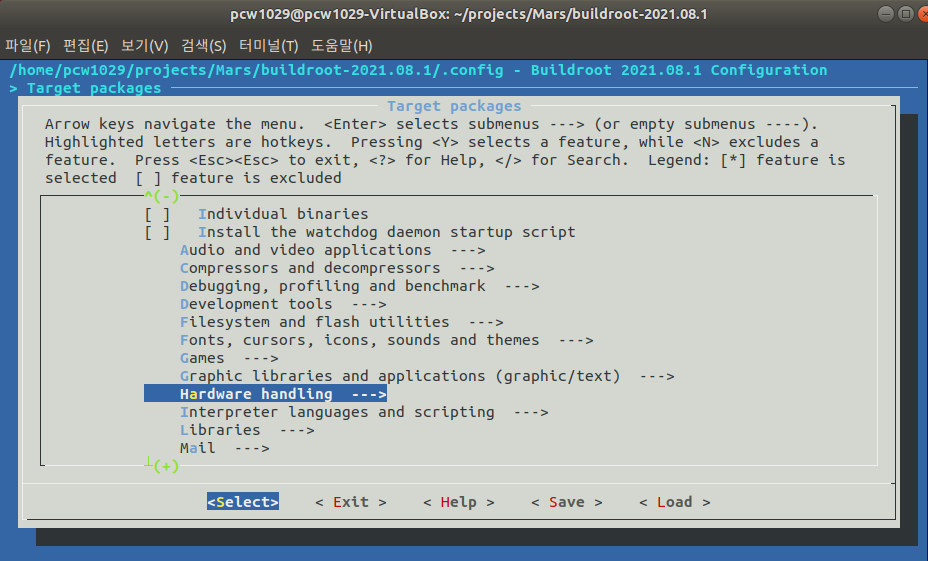 pcw1029@pcw1029-VirtualBox: ~/projects/Mars/buildroot-2021.08.1
파일(F) 편집(E) 보기(V) 검색(S) 터미널(T) 도움말(H)
/home/pcw1029/projects/Mars/buildroot-2021.08.1/.config - Buildroot 2021.08.1 Configuration
> Target packages
Target packages
Arrow keys navigate the menu.  <Enter> selects submenus ---> (or empty submenus ----).
Highlighted letters are hotkeys.  Pressing <Y> selects a feature, while <N> excludes a
feature.  Press <Esc><Esc> to exit, <?> for Help, </> for Search.  Legend: [*] feature is
selected  [ ] feature is excluded
^(-)
[ ]   Individual binaries
[ ]   Install the watchdog daemon startup script
Audio and video applications  --->
Compressors and decompressors  --->
Debugging, profiling and benchmark  --->
Development tools  --->
Filesystem and flash utilities  --->
Fonts, cursors, icons, sounds and themes  --->
Games  --->
Graphic libraries and applications (graphic/text)  --->
Hardware handling  --->
Interpreter languages and scripting  --->
Libraries  --->
Mail  --->
┴(+)
<Select>    < Exit >    < Help >    < Save >    < Load >